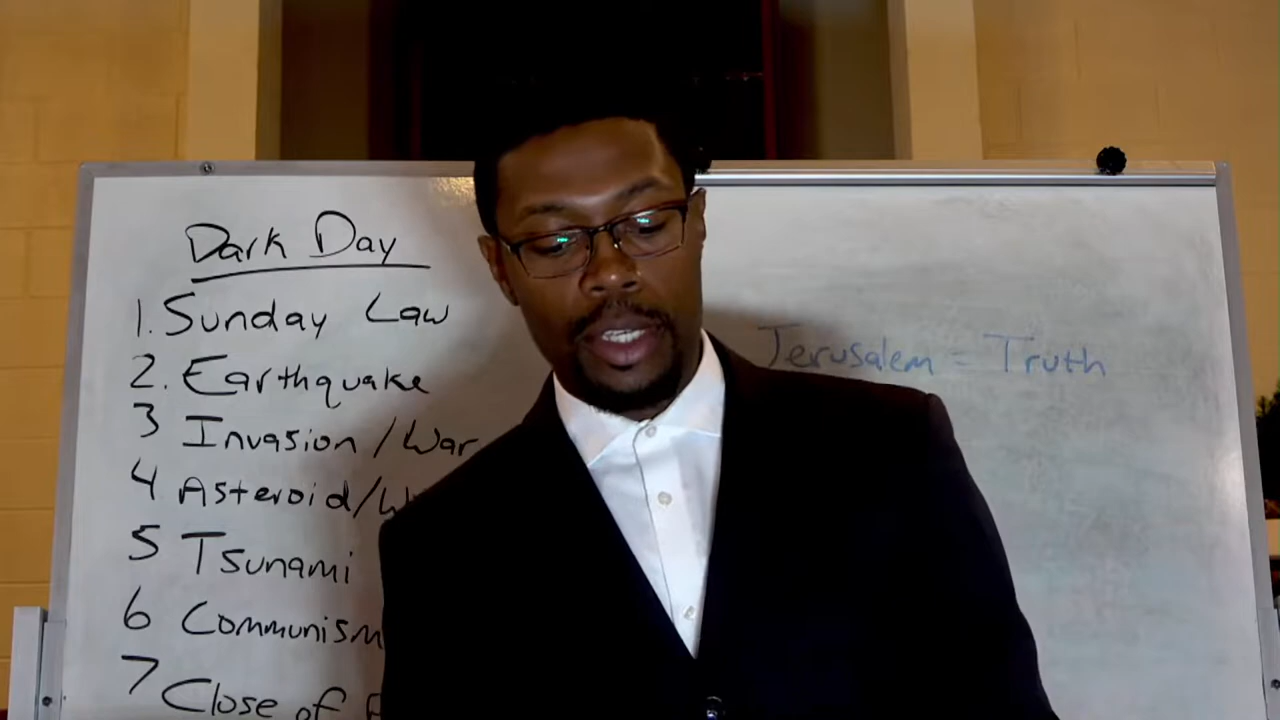 Dark Day
1. Sunday Law
2. Earthquake
3 Invasion / War
4 Asteroid/
5 Tsunami
6 Communism
7 Close of
Jerusalem = Truth